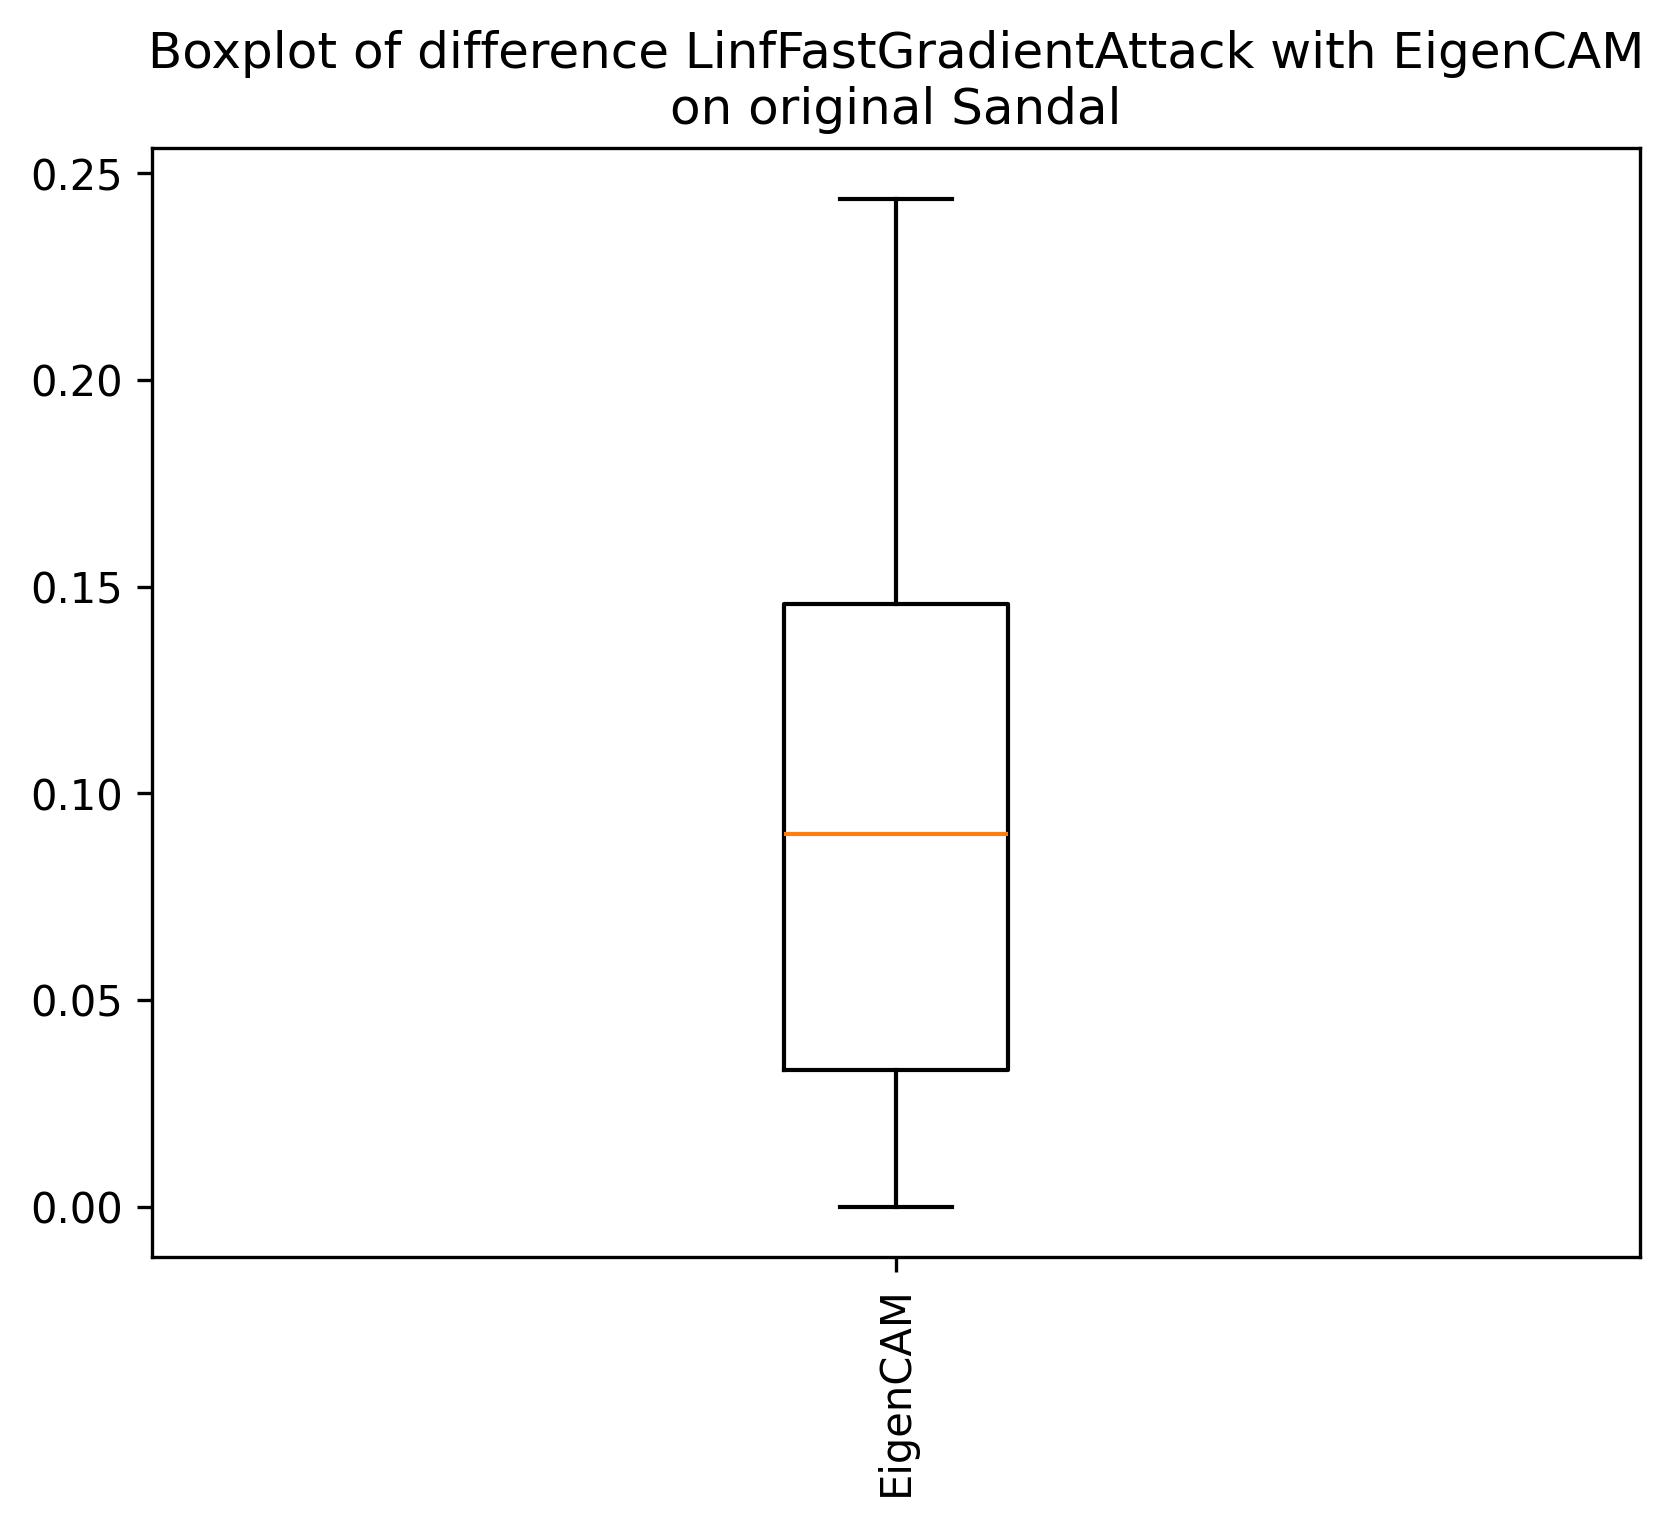 Boxplot of difference LinfFastGradientAttack with EigenCAM
on original Sandal
0.25
0.20
0.15
0.10
0.05
0.00
EigenCAM